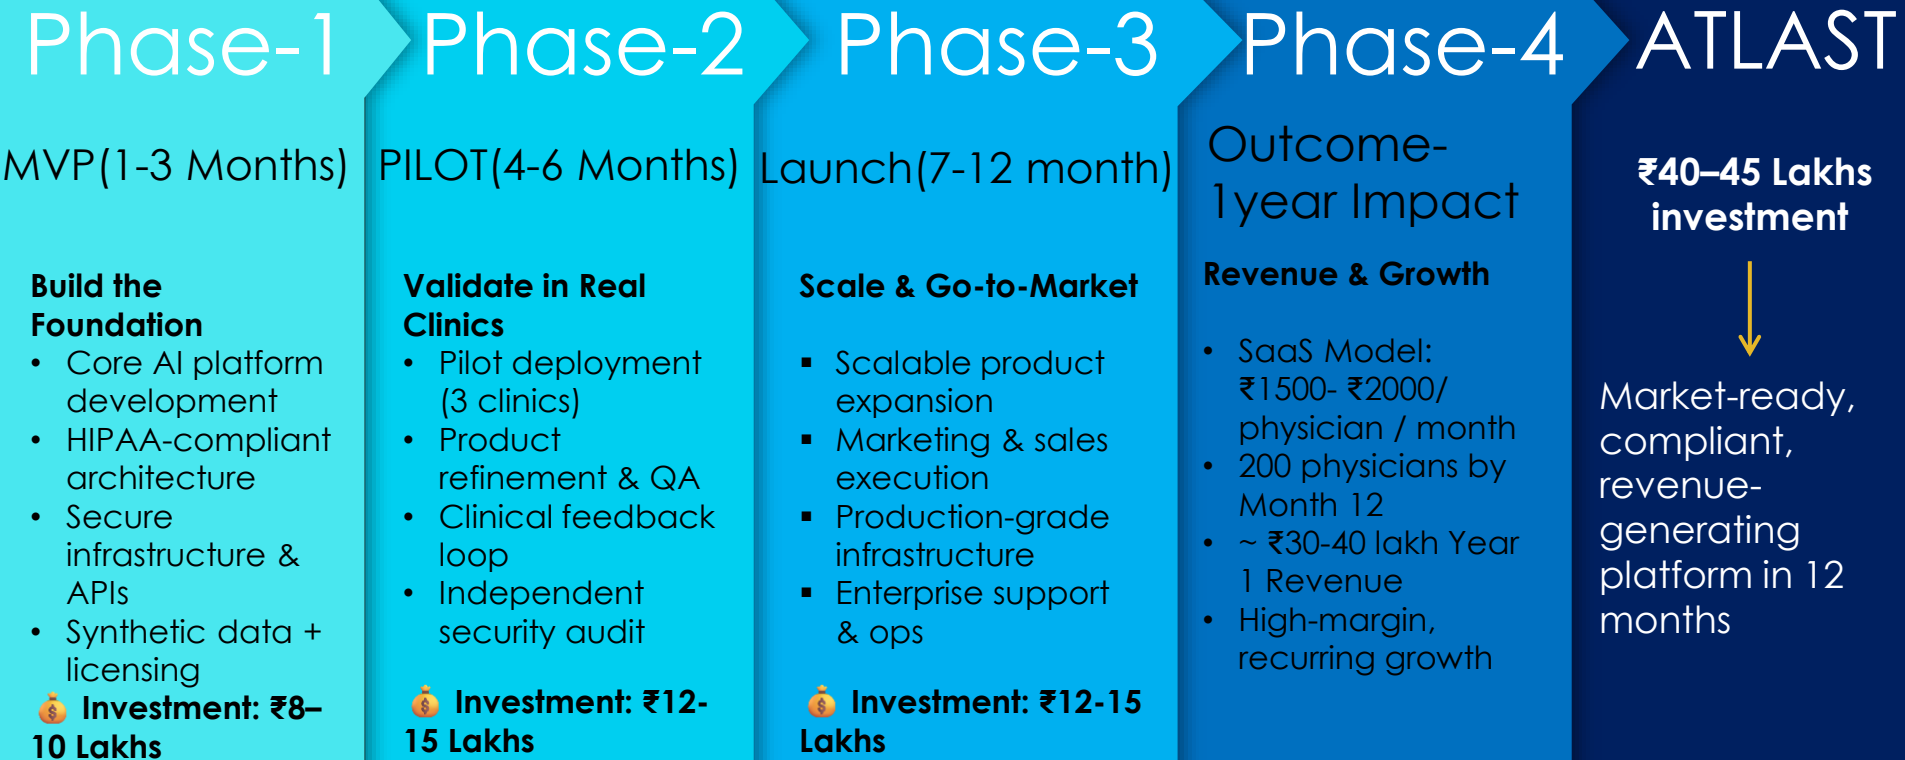 Phase-1
MVP(1-3 Months)
Build the
Foundation
• Core AI platform
development
• HIPAA-compliant
architecture
• Secure
infrastructure &
APIs
• Synthetic data +
licensing
💰 Investment: ₹8–
10 Lakhs
Phase-2
PILOT(4-6 Months)
Validate in Real
Clinics
• Pilot deployment
(3 clinics)
• Product
refinement & QA
• Clinical feedback
loop
• Independent
security audit
💰 Investment: ₹12-
15 Lakhs
Phase-3
Launch(7-12 month)
Scale & Go-to-Market
▪ Scalable product
expansion
▪ Marketing & sales
execution
▪ Production-grade
infrastructure
▪ Enterprise support
& ops
💰 Investment: ₹12-15
Lakhs
Phase-4
Outcome-
1year Impact
Revenue & Growth
• SaaS Model:
₹1500- ₹2000/
physician / month
• 200 physicians by
Month 12
• ~ ₹30-40 lakh Year
1 Revenue
• High-margin,
recurring growth
ATLAST
₹40–45 Lakhs
investment
Market-ready,
compliant,
revenue-
generating
platform in 12
months